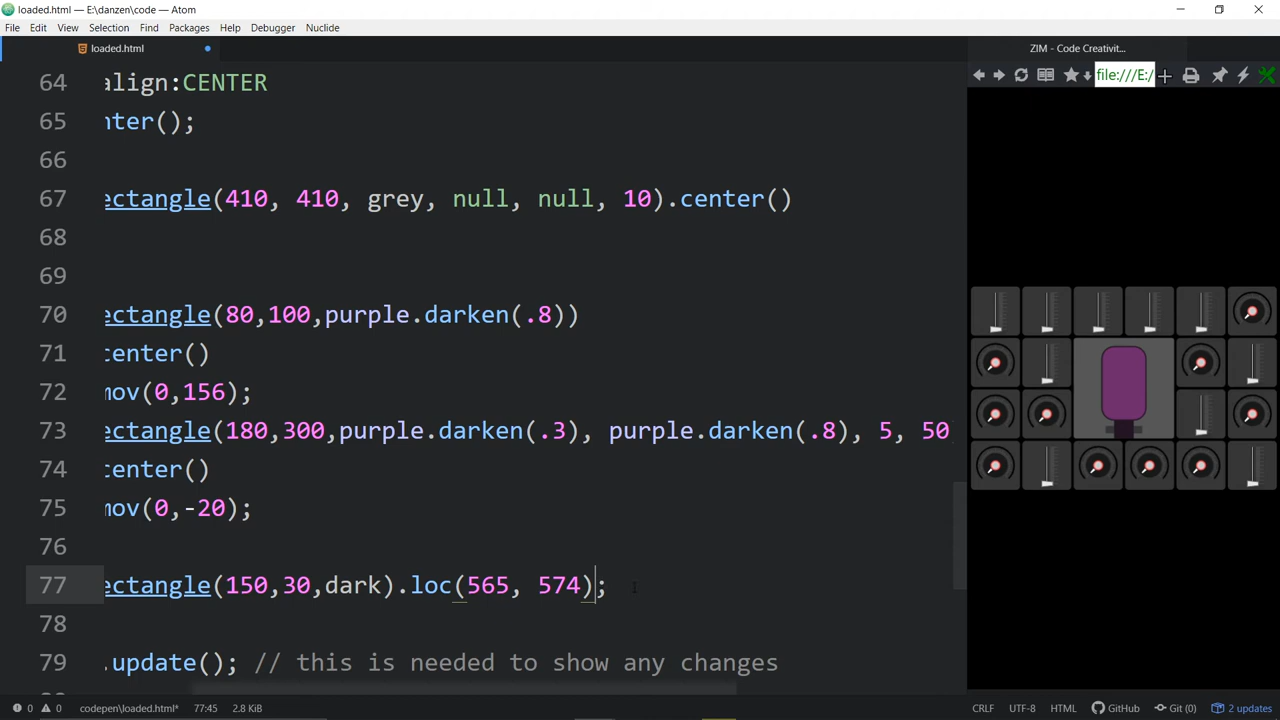 loaded.html — E:\danzen\code — Atom
File Edit View Selection Find Packages Help Debugger Nuclide
loaded.html
ZIM - Code Creativit...
file:///E:/
64 align:CENTER
65 nter();
66
67 ectangle(410, 410, grey, null, null, 10).center()
68
69
70 ectangle(80,100,purple.darken(.8))
71 center()
72 mov(0,156);
73 ectangle(180,300,purple.darken(.3), purple.darken(.8), 5, 50
74 center()
75 mov(0,-20);
76
77 ectangle(150,30,dark).loc(565, 574);
78
79 .update(); // this is needed to show any changes
0 0 codepen\loaded.html* 77:45 2.8 KiB CRLF UTF-8 HTML GitHub Git (0) 2 updates